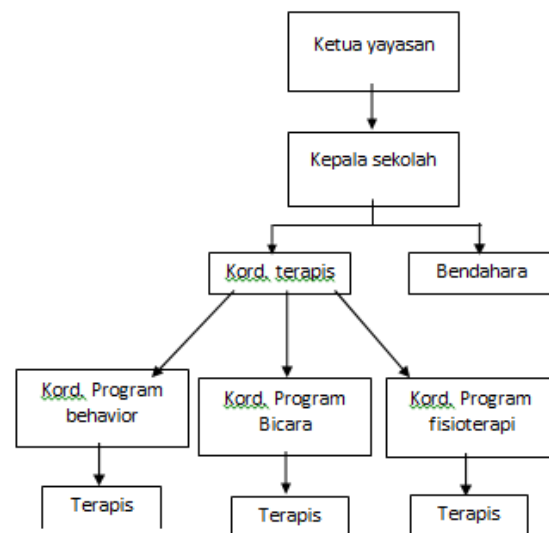 Ketua yayasan
Kepala sekolah
Kord. terapis
Bendahara
Kord. Program
behavior
Kord. Program
Bicara
Kord. Program
fisioterapi
Terapis
Terapis
Terapis